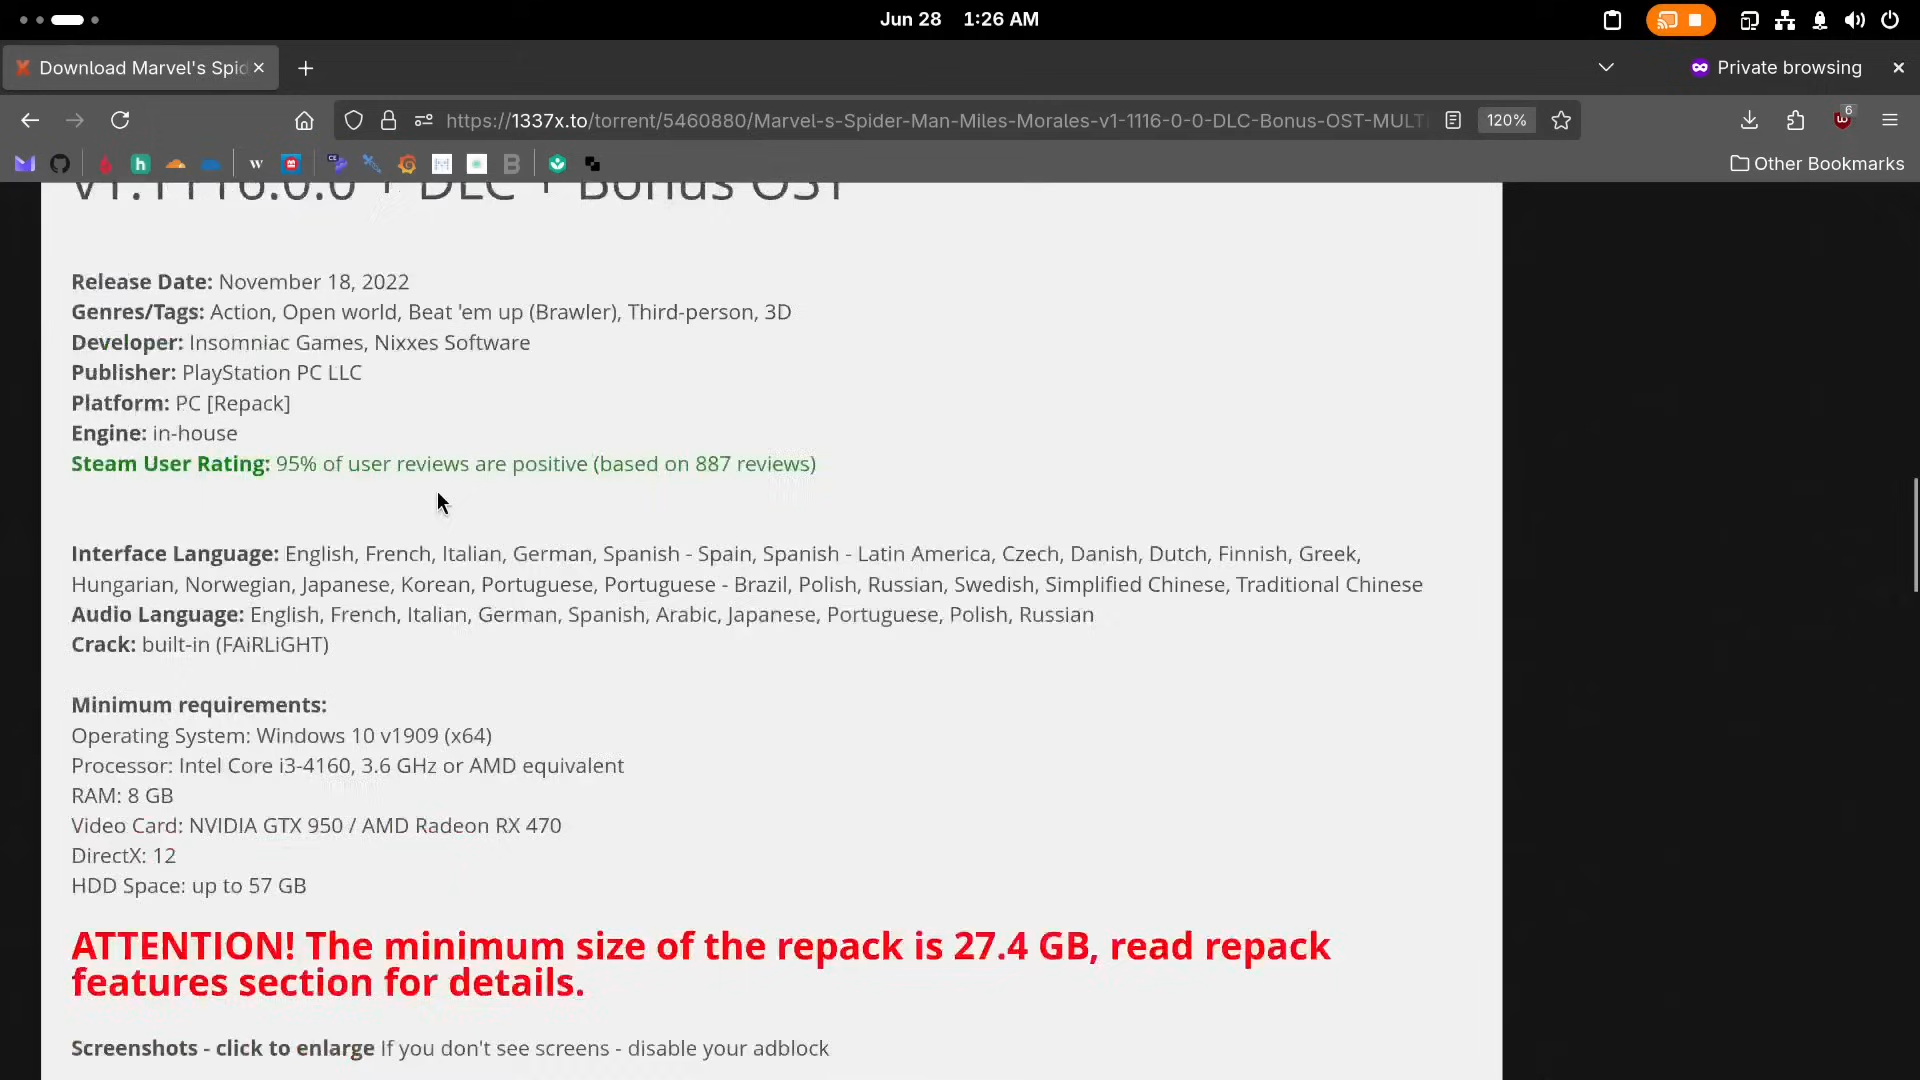 Jun 28 1:26 AM
Download Marvel's Spid
Private browsing
https://1337x.to/torrent/5460880/Marvel-s-Spider-Man-Miles-Morales-v1-1116-0-0-DLC-Bonus-OST-MULT
120%
6
Other Bookmarks
v1.1116.0.0 + DLC + Bonus OST
Release Date: November 18, 2022
Genres/Tags: Action, Open world, Beat 'em up (Brawler), Third-person, 3D
Developer: Insomniac Games, Nixxes Software
Publisher: PlayStation PC LLC
Platform: PC [Repack]
Engine: in-house
Steam User Rating: 95% of user reviews are positive (based on 887 reviews)
Interface Language: English, French, Italian, German, Spanish - Spain, Spanish - Latin America, Czech, Danish, Dutch, Finnish, Greek,
Hungarian, Norwegian, Japanese, Korean, Portuguese, Portuguese - Brazil, Polish, Russian, Swedish, Simplified Chinese, Traditional Chinese
Audio Language: English, French, Italian, German, Spanish, Arabic, Japanese, Portuguese, Polish, Russian
Crack: built-in (FAiRLiGHT)
Minimum requirements:
Operating System: Windows 10 v1909 (x64)
Processor: Intel Core i3-4160, 3.6 GHz or AMD equivalent
RAM: 8 GB
Video Card: NVIDIA GTX 950 / AMD Radeon RX 470
DirectX: 12
HDD Space: up to 57 GB
ATTENTION! The minimum size of the repack is 27.4 GB, read repack
features section for details.
Screenshots - click to enlarge If you don't see screens - disable your adblock